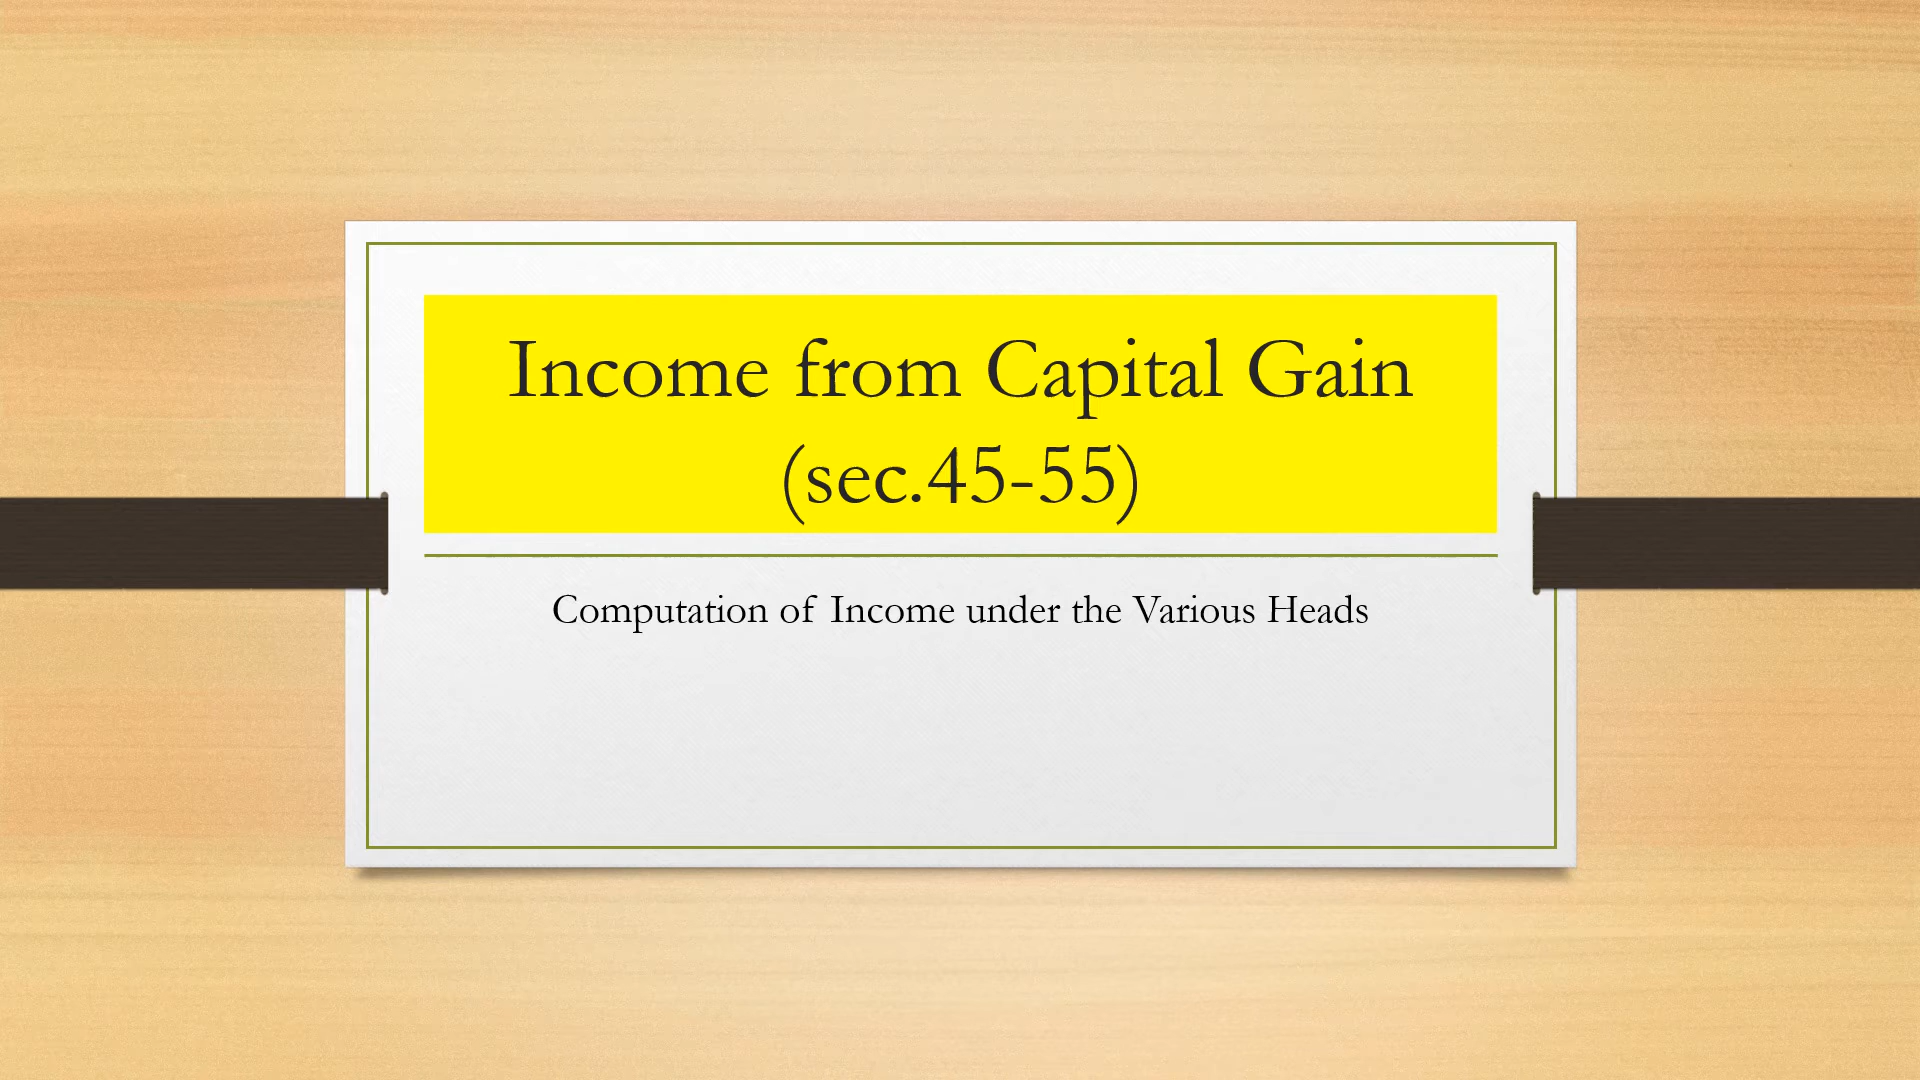 Income from Capital Gain
(sec.45-55)
Computation of Income under the Various Heads